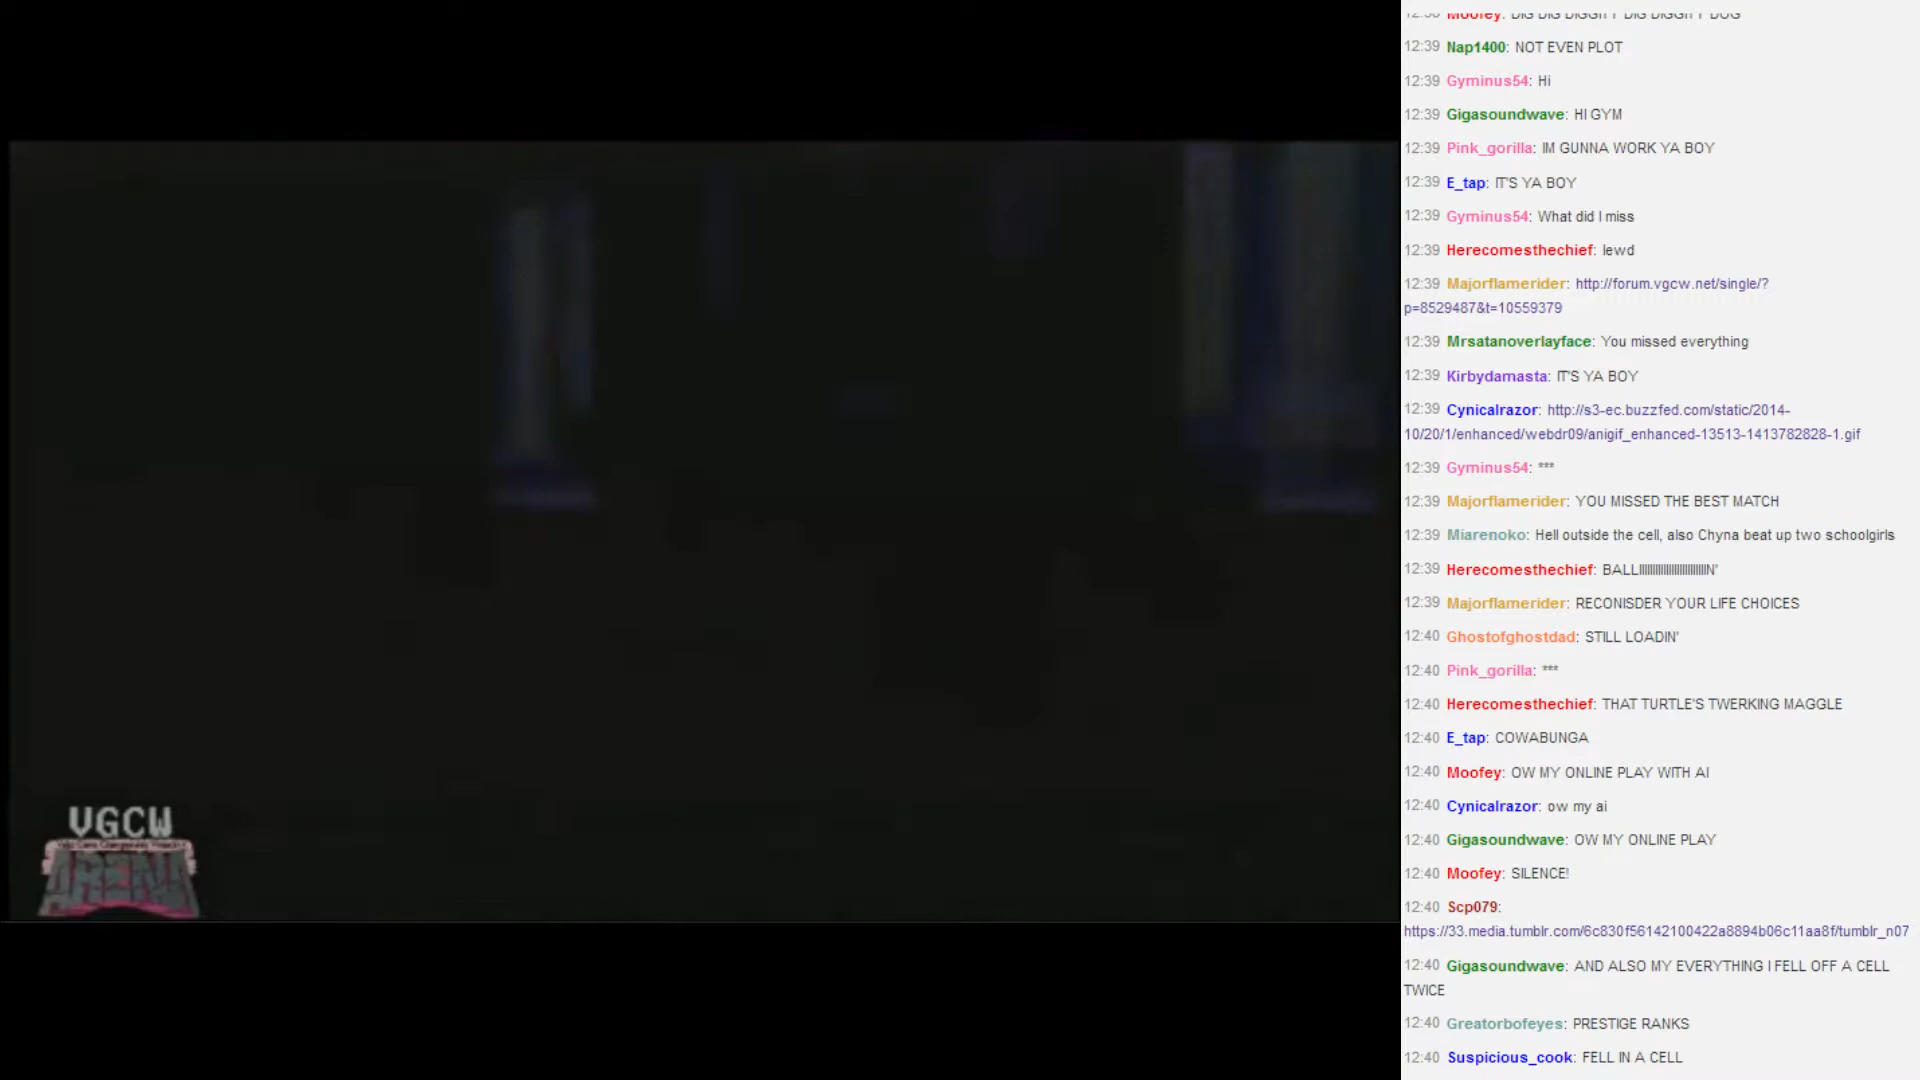 Moofey: DIG DIG DIGGITY DIG DIGGITY DOG
12:39 Nap1400: NOT EVEN PLOT
12:39 Gyminus54: Hi
12:39 Gigasoundwave: HI GYM
12:39 Pink_gorilla: IM GUNNA WORK YA BOY
12:39 E_tap: IT'S YA BOY
12:39 Gyminus54: What did I miss
12:39 Herecomesthechief: lewd
12:39 Majorflamerider: http://forum.vgcw.net/single/?
p=8529487&t=10559379
12:39 Mrsatanoverlayface: You missed everything
12:39 Kirbydamasta: IT'S YA BOY
12:39 Cynicalrazor: http://s3-ec.buzzfed.com/static/2014-
10/20/1/enhanced/webdr09/anigif_enhanced-13513-1413782828-1.gif
12:39 Gyminus54: ***
12:39 Majorflamerider: YOU MISSED THE BEST MATCH
12:39 Miarenoko: Hell outside the cell, also Chyna beat up two schoolgirls
12:39 Herecomesthechief:
12:39 Majorflamerider: RECONISDER YOUR LIFE CHOICES
12:40 Ghostofghostdad: STILL LOADIN'
12:40 Pink_gorilla: ***
12:40 Herecomesthechief: THAT TURTLE'S TWERKING MAGGLE
12:40 E_tap: COWABUNGA
12:40 Moofey: OW MY ONLINE PLAY WITH AI
12:40 Cynicalrazor: ow my ai
12:40 Gigasoundwave: OW MY ONLINE PLAY
12:40 Moofey: SILENCE!
12:40 Scp079:
https://33.media.tumblr.com/6c830f56142100422a8894b06c11aa8f/tumblr_n07
12:40 Gigasoundwave: AND ALSO MY EVERYTHING I FELL OFF A CELL
TWICE
12:40 Greatorbofeyes: PRESTIGE RANKS
12:40 Suspicious_cook: FELL IN A CELL
VGCW
ARENA